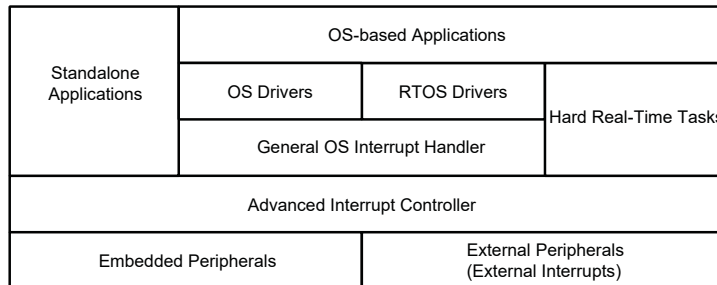 OS-based Applications
Standalone
Applications
OS Drivers
RTOS Drivers
Hard Real-Time Tasks
General OS Interrupt Handler
Advanced Interrupt Controller
Embedded Peripherals
External Peripherals
(External Interrupts)